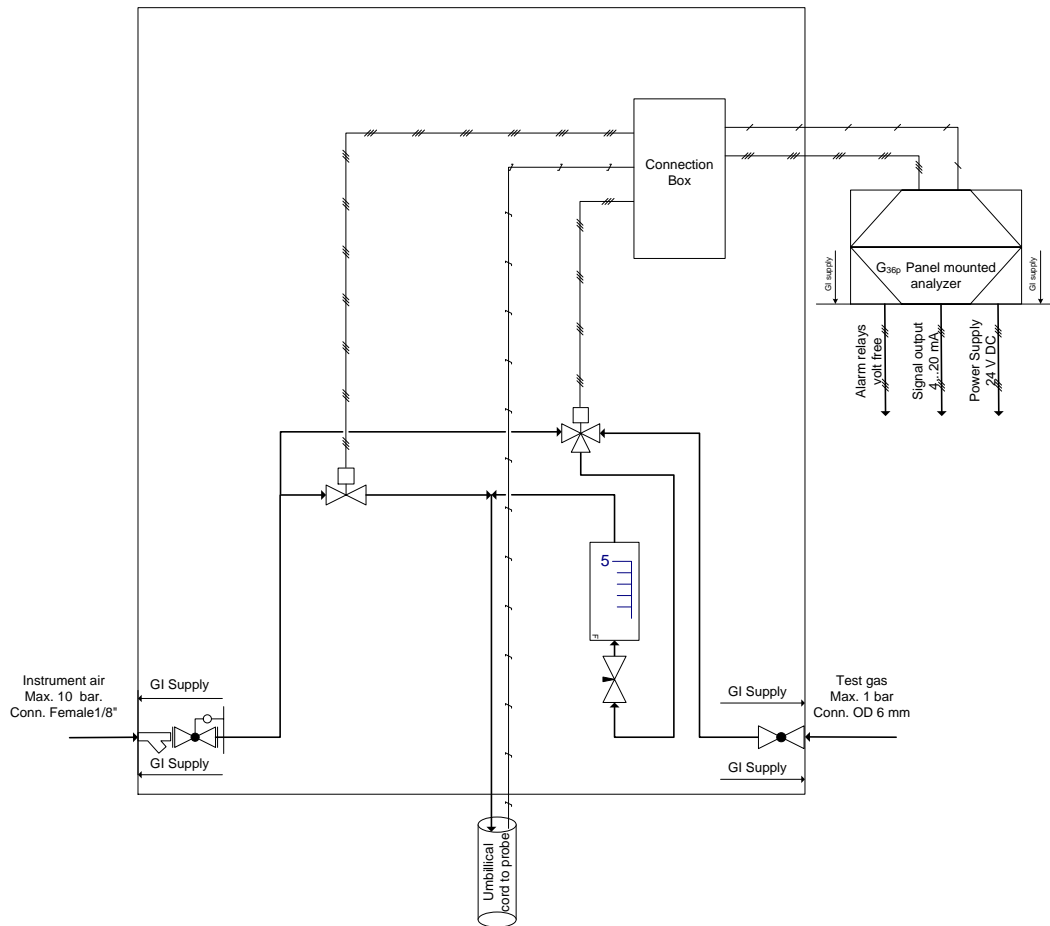 Connection
Box
G36p Panel mounted
analyzer
GI supply
GI supply
Alarm relays
volt free
Signal output
4,..20 mA
Power Supply
24 V DC
5
F
Instrument air
Max. 10 bar.
Conn. Female1/8"
GI Supply
GI Supply
GI Supply
GI Supply
Test gas
Max. 1 bar
Conn. OD 6 mm
Umbillical
cord to probe